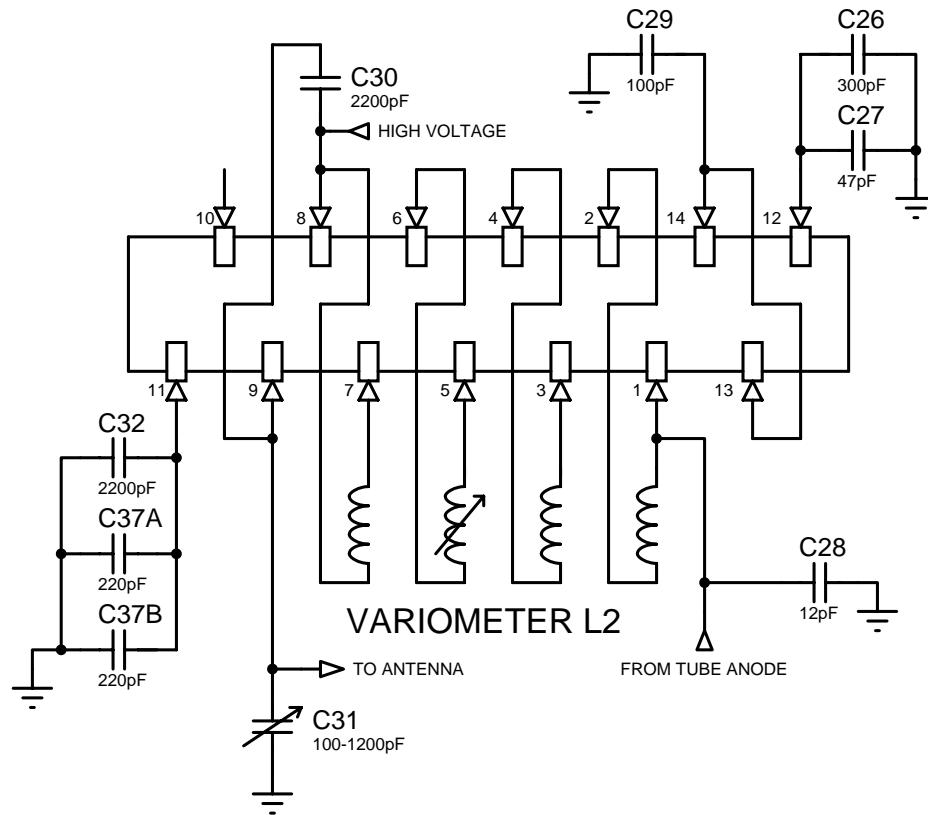 C29
100pF
C26
300pF
C27
47pF
C30
2200pF
HIGH VOLTAGE
10
8
6
4
2
14
12
11
9
7
5
3
1
13
C32
2200pF
C37A
220pF
C37B
220pF
C28
12pF
VARIOMETER L2
TO ANTENNA
FROM TUBE ANODE
C31
100-1200pF